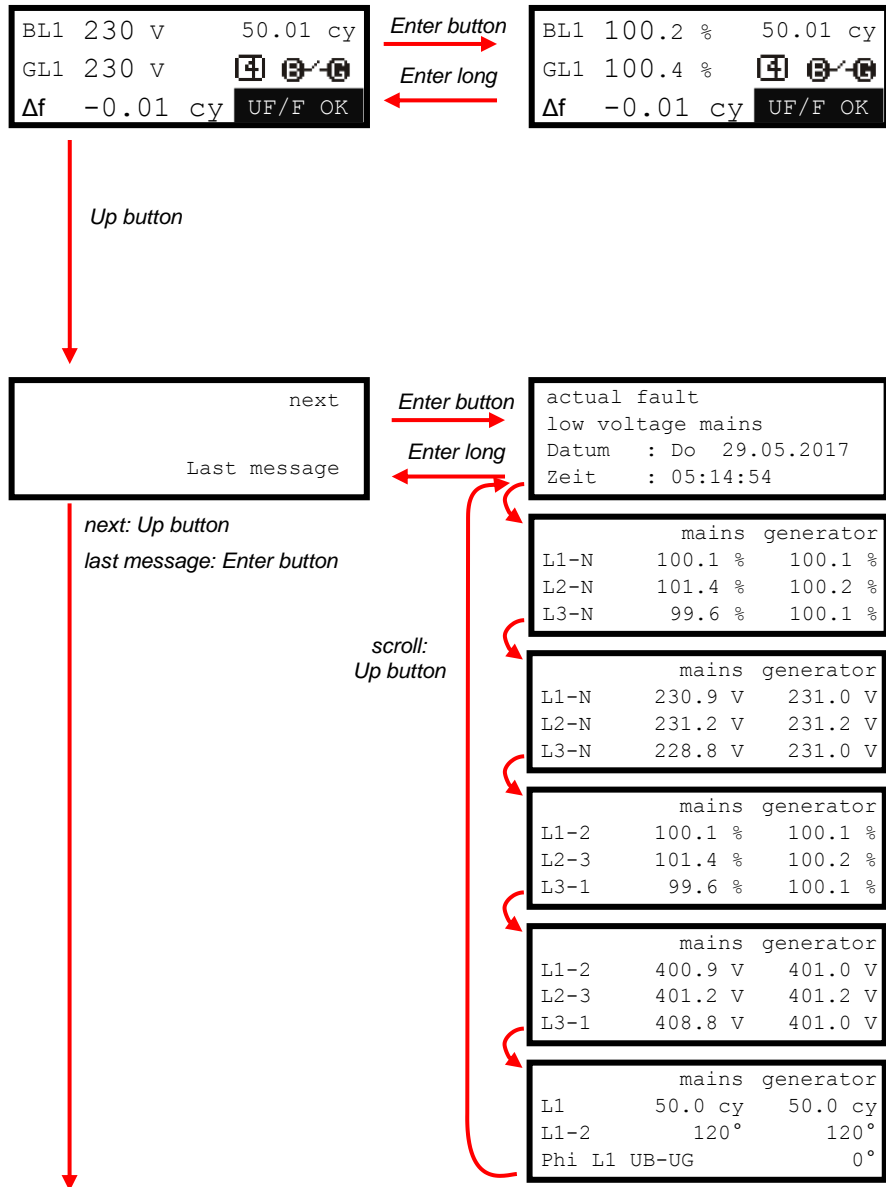 BL1 230 V 50.01 cy
GL1 230 V 4 B G
Δf -0.01 cy UF/F OK
Enter button
Enter long
BL1 100.2 % 50.01 cy
GL1 100.4 % 4 B G
Δf -0.01 cy UF/F OK
Up button
next
Last message
Enter button
Enter long
actual fault
low voltage mains
Datum : Do 29.05.2017
Zeit : 05:14:54
next: Up button
last message: Enter button
mains generator
L1-N 100.1 % 100.1 %
L2-N 101.4 % 100.2 %
L3-N 99.6 % 100.1 %
scroll:
Up button
mains generator
L1-N 230.9 V 231.0 V
L2-N 231.2 V 231.2 V
L3-N 228.8 V 231.0 V
mains generator
L1-2 100.1 % 100.1 %
L2-3 101.4 % 100.2 %
L3-1 99.6 % 100.1 %
mains generator
L1-2 400.9 V 401.0 V
L2-3 401.2 V 401.2 V
L3-1 408.8 V 401.0 V
mains generator
L1 50.0 cy 50.0 cy
L1-2 120° 120°
Phi L1 UB-UG 0°